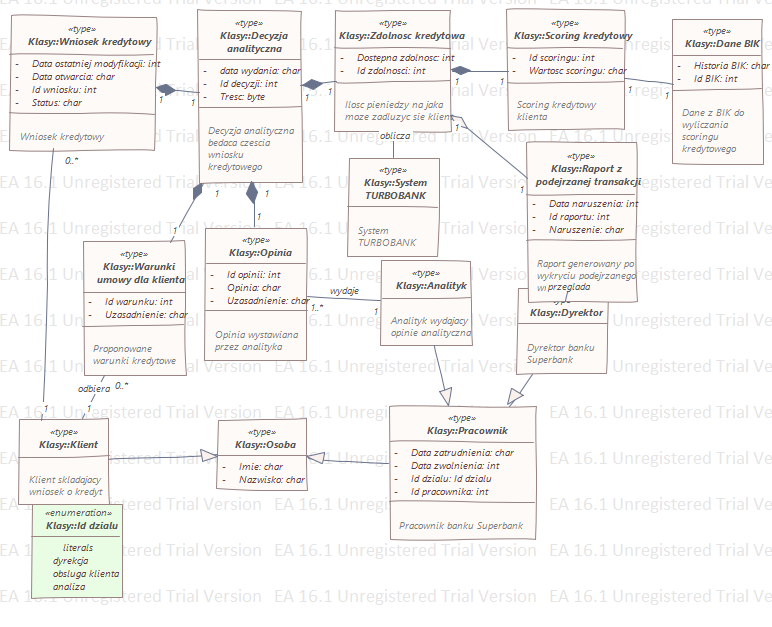 «type»
Klasy::Wniosek kredytowy
- Data ostatniej modyfikacji: int
- Data otwarcia: char
- Id wniosku: int
- Status: char
Wniosek kredytowy
«type»
Klasy::Decyzja
analityczna
- data wydania: char
- Id decyzji: int
- Tresc: byte
Decyzja analityczna
bedaca czescia
wniosku
kredytowego
«type»
Klasy::Zdolnosc kredytowa
- Dostepna zdolnosc: int
- Id zdolnosci: int
Ilosc pieniedzy na jaka
moze zadluzyc sie klient
«type»
Klasy::Scoring kredytowy
- Id scoringu: int
- Wartosc scoringu: char
Scoring kredytowy
klienta
«type»
Klasy::Dane BIK
- Historia BIK: char
- Id BIK: int
Dane z BIK do
wyliczania
scoringu
kredytowego
1
1
1
1
1
1
1
1
0..*
oblicza
1
1
1
1
1
1
«type»
Klasy::System
TURBOBANK
System
TURBOBANK
«type»
Klasy::Raport z
podejrzanej transakcji
- Data naruszenia: int
- Id raportu: int
- Naruszenie: char
Raport generowany po
wykryciu podejrzanego
przeglada
«type»
Klasy::Warunki
umowy dla klienta
- Id warunku: int
- Uzasadnienie: char
Proponowane
warunki kredytowe
«type»
Klasy::Opinia
- Id opinii: int
- Opinia: char
- Uzasadnienie: char
Opinia wystawiana
przez analityka
wydaje
1..*
1
«type»
Klasy::Analityk
Analityk wydajacy
opinie analityczna
Klasy::Dyrektor
Dyrektor banku
Superbank
odbiera
0..*
1
1
«type»
Klasy::Klient
Klient skladajacy
wniosek o kredyt
«type»
Klasy::Osoba
- Imie: char
- Nazwisko: char
«type»
Klasy::Pracownik
- Data zatrudnienia: char
- Data zwolnienia: int
- Id dzialu: Id dzialu
- Id pracownika: int
Pracownik banku Superbank
«enumeration»
Klasy::Id dzialu
literals
dyrekcja
obsluga klienta
analiza
EA 16.1 Unregistered Trial Version